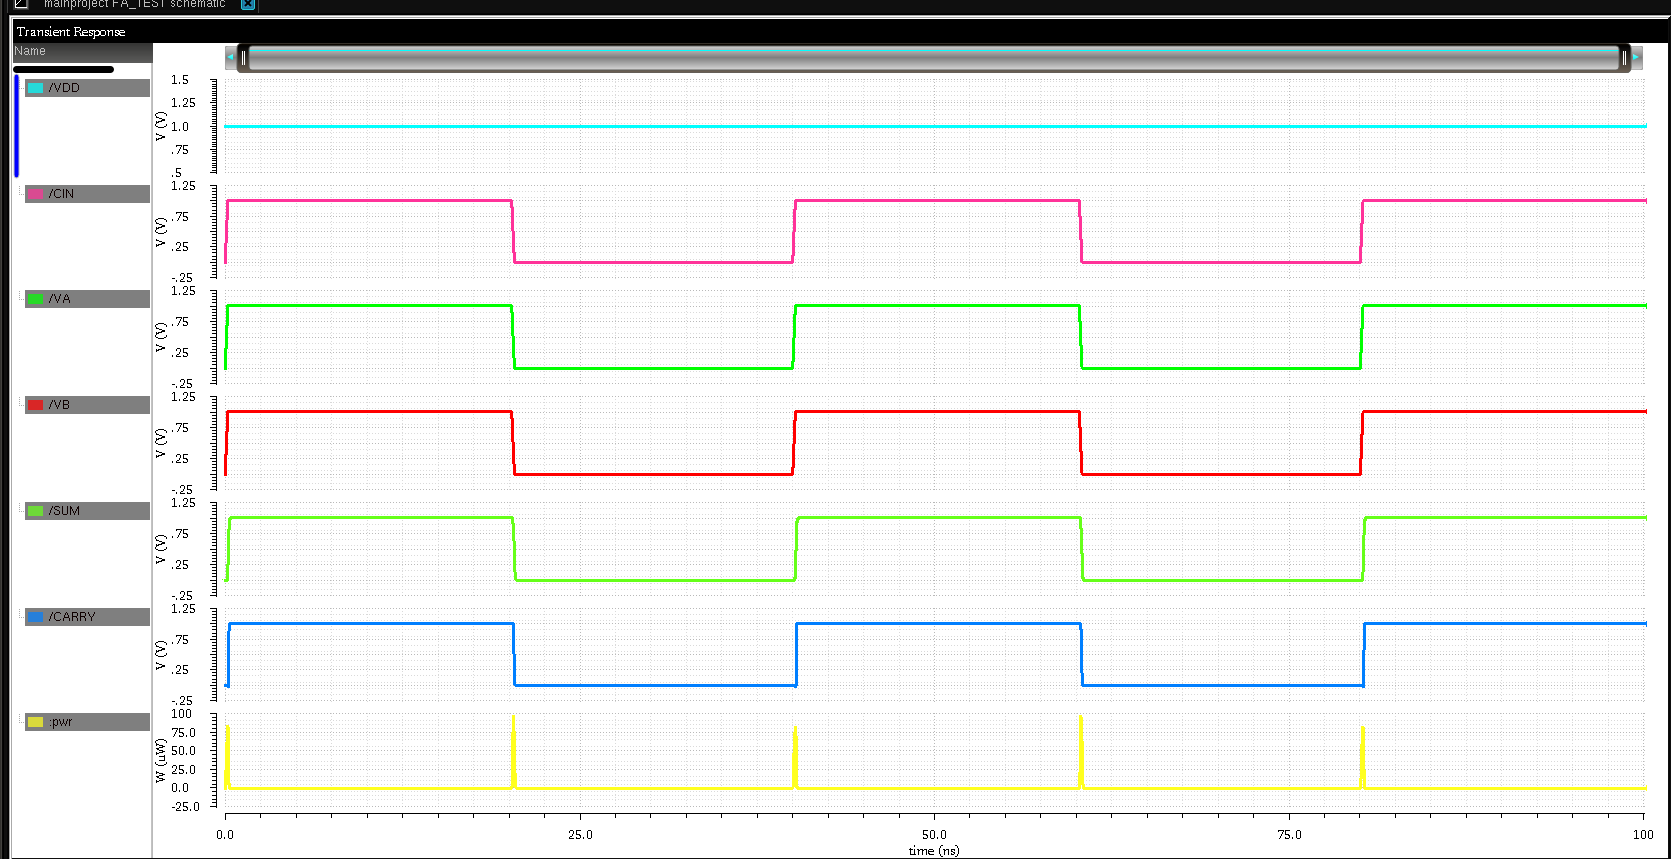 mainproject FA_TEST schematic
Transient Response
Name
/VDD
V (V)
1.5
1.25
1.0
.75
.5
/CIN
V (V)
1.25
.75
.25
-.25
/VA
V (V)
1.25
.75
.25
-.25
/VB
V (V)
1.25
.75
.25
-.25
/SUM
V (V)
1.25
.75
.25
-.25
/CARRY
V (V)
1.25
.75
.25
-.25
:pwr
W (uW)
100
75.0
50.0
25.0
0.0
-25.0
0.0 25.0 50.0 75.0 100
time (ns)